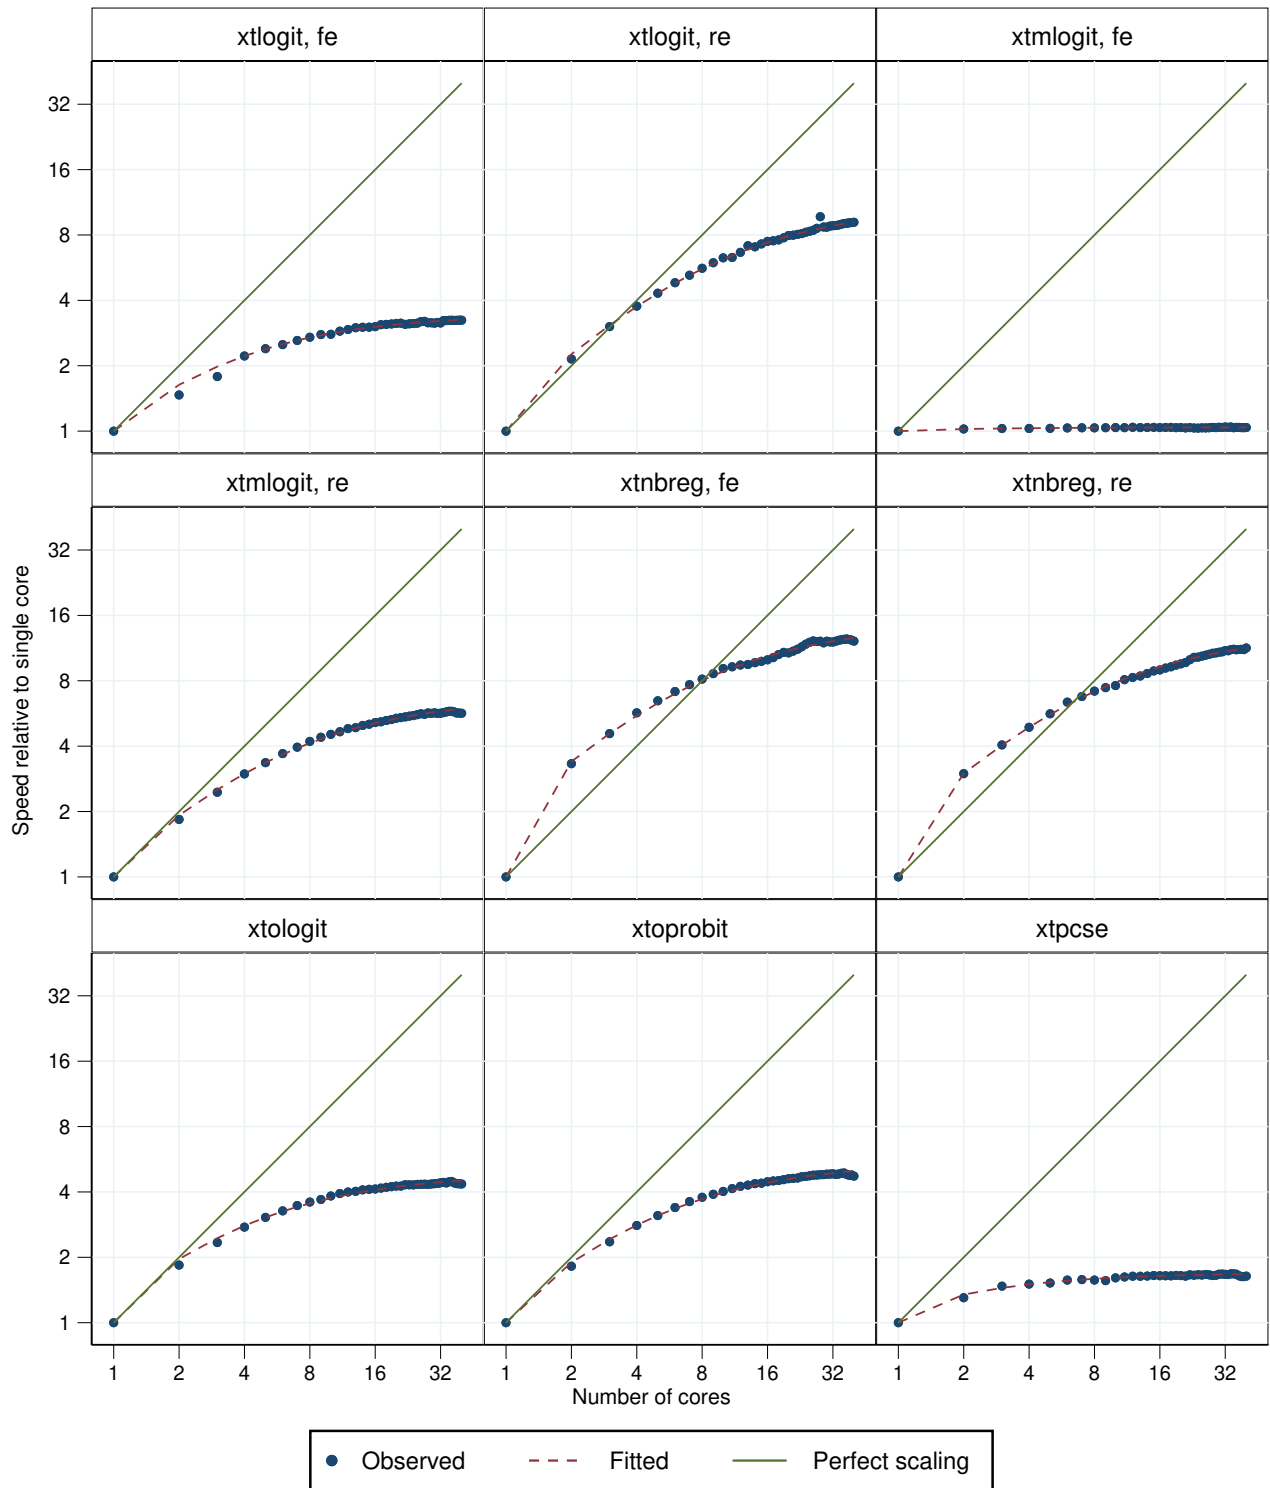 xtlogit, fe xtlogit, re xtmlogit, fe
32
16
8
4
2
1
xtmlogit, re xtnbreg, fe xtnbreg, re
32
16
8
4
2
1
Speed relative to single core
xtologit xtoprobit xtpcse
32
16
8
4
2
1
1 2 4 8 16 32 1 2 4 8 16 32 1 2 4 8 16 32
Number of cores
Observed Fitted Perfect scaling